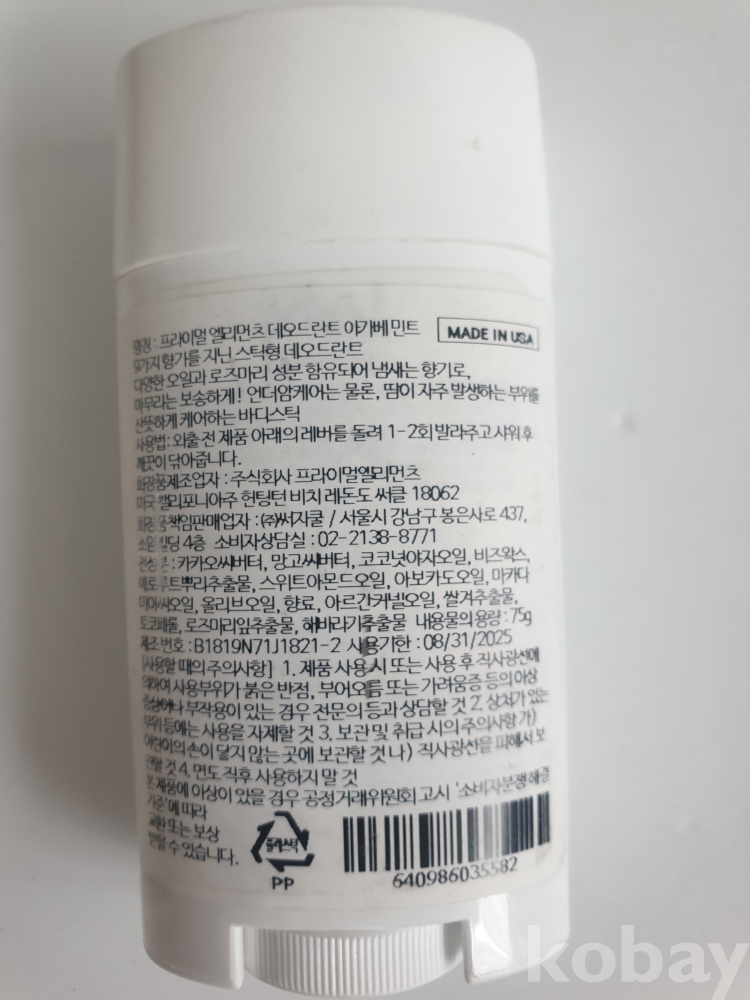 명칭 : 프라이멀 엘리먼츠 데오드란트 아가베 민트
MADE IN USA
9가지 향기를 지닌 스틱형 데오드란트
다양한 오일과 로즈마리 성분 함유되어 냄새는 향기로,
마무리는 보송하게! 언더암케어는 물론, 땀이 자주 발생하는 부위를
산뜻하게 케어하는 바디스틱
사용법: 외출 전 제품 아래의 레버를 돌려 1-2회 발라주고 샤워 후
깨끗이 닦아줍니다.
화장품제조업자 : 주식회사 프라이멀엘리먼츠
미국 캘리포니아주 헌팅턴 비치 레돈도 써클 18062
화장품책임판매업자 : (주)써지쿨 / 서울시 강남구 봉은사로 437,
소원빌딩 4층 소비자상담실 : 02-2138-8771
전성분 : 카카오씨버터, 망고씨버터, 코코넛야자오일, 비즈왁스,
애로루트뿌리추출물, 스위트아몬드오일, 아보카도오일, 마카다
미아씨오일, 올리브오일, 향료, 아르간커넬오일, 쌀겨추출물,
토코페롤, 로즈마리잎추출물, 해바라기추출물 내용물의 용량 : 75g
제조 번호 : B1819N71J1821-2 사용기한 : 08/31/2025
[사용할 때의 주의사항] 1. 제품 사용 시 또는 사용 후 직사광선에
의하여 사용부위가 붉은 반점, 부어오름 또는 가려움증 등의 이상
증상이나 부작용이 있는 경우 전문의 등과 상담할 것 2. 상처가 있는
부위 등에는 사용을 자제할 것 3. 보관 및 취급 시의 주의사항 가)
어린이의 손이 닿지 않는 곳에 보관할 것 나) 직사광선을 피해서 보
관할 것 4. 면도 직후 사용하지 말 것
본 제품에 이상이 있을 경우 공정거래위원회 고시 '소비자분쟁해결
기준'에 따라
교환 또는 보상
받을 수 있습니다.
플라스틱
PP
640986035582
kobay